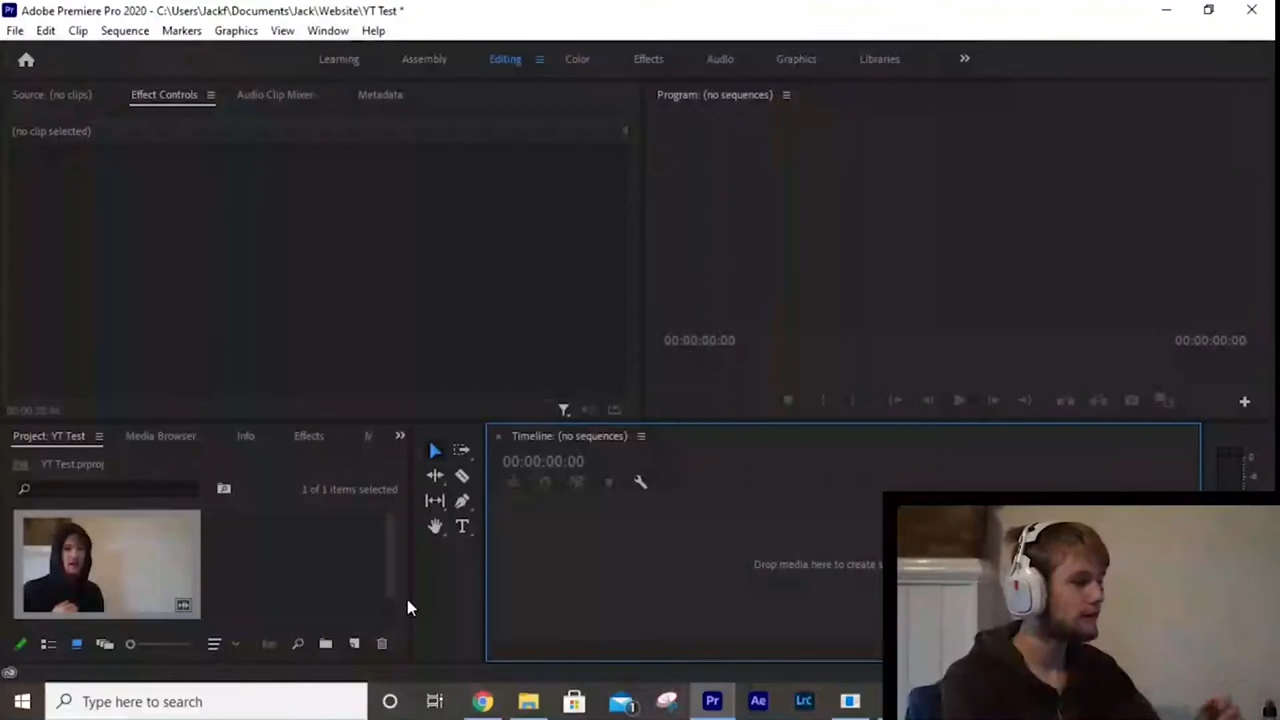 Adobe Premiere Pro 2020 - C:\Users\Jackf\Documents\Jack\Website\YT Test *
File Edit Clip Sequence Markers Graphics View Window Help
Learning Assembly Editing Color Effects Audio Graphics Libraries
Source: (no clips) Effect Controls Audio Clip Mixer Metadata
Program: (no sequences)
(no clip selected)
00:00:00:00 00:00:00:00
Project: YT Test Media Browser Info Effects
Timeline: (no sequences)
YT Test.prproj
00:00:00:00
1 of 1 items selected
Drop media here to create
Type here to search